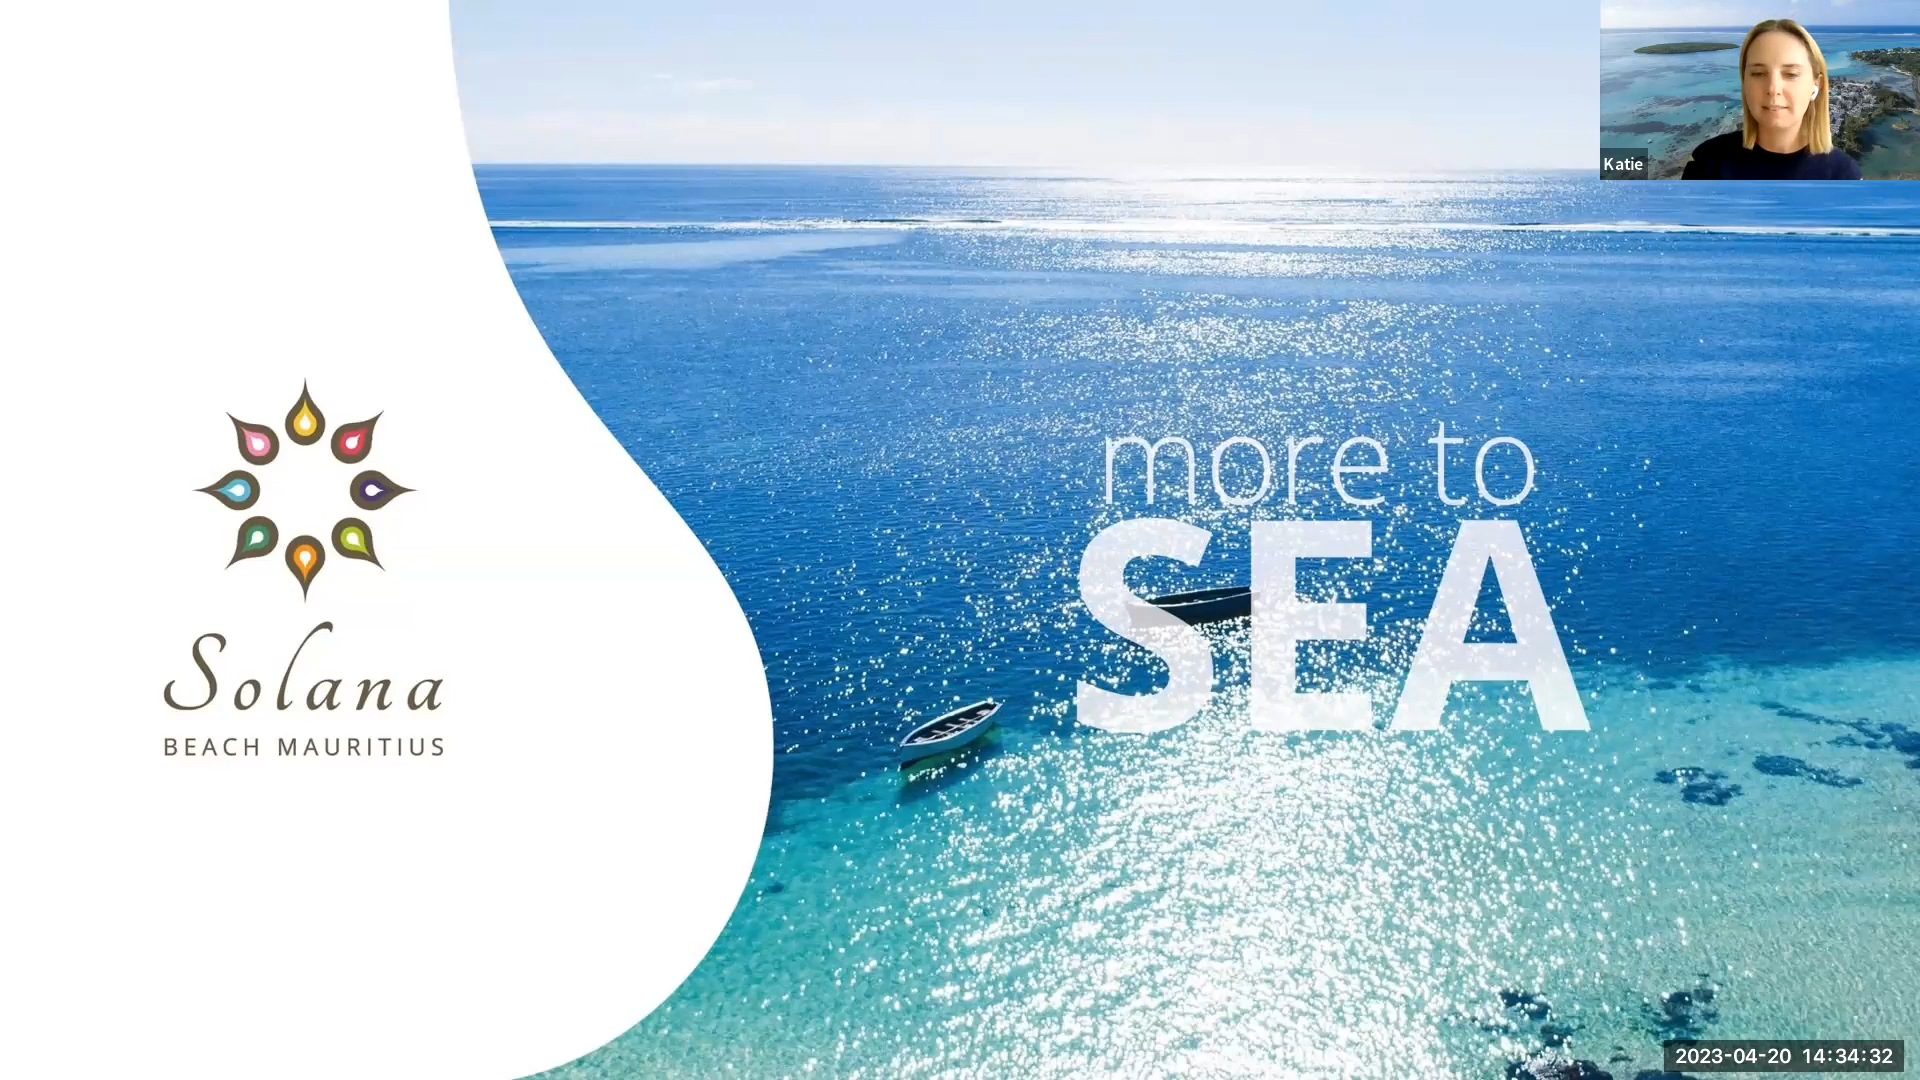 Katie
more to
SEA
Solana
BEACH MAURITIUS
2023-04-20 14:34:32